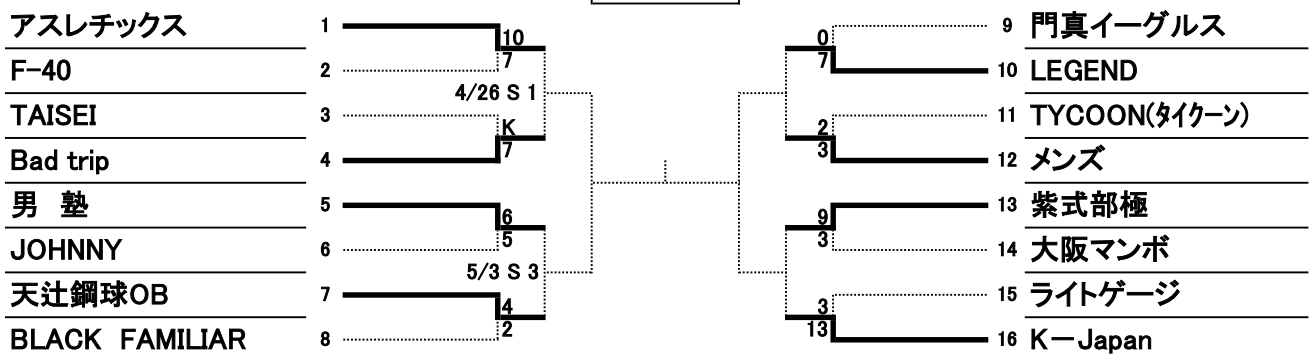 アスレチックス 1
10
7
F-40 2
4/26 S 1
TAISEI 3
K
7
Bad trip 4
男 塾 5
6
5
JOHNNY 6
5/3 S 3
天辻鋼球OB 7
4
2
BLACK FAMILIAR 8
9 門真イーグルス
0
7
10 LEGEND
11 TYCOON(ﾀｲｸｰﾝ)
2
3
12 メンズ
13 紫式部極
9
3
14 大阪マンボ
15 ライトゲージ
3
13
16 K－Japan